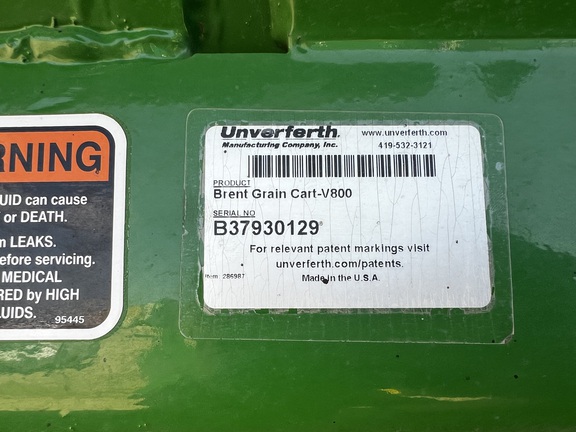 RNING
UID can cause
or DEATH.
n LEAKS.
efore servicing.
MEDICAL
RED by HIGH
UIDS.
95445
Unverferth
www.unverferth.com
Manufacturing Company, Inc.
419-532-3121
PRODUCT
Brent Grain Cart-V800
SERIAL NO
B37930129
For relevant patent markings visit
unverferth.com/patents.
Item: 286987
Made in the U.S.A.